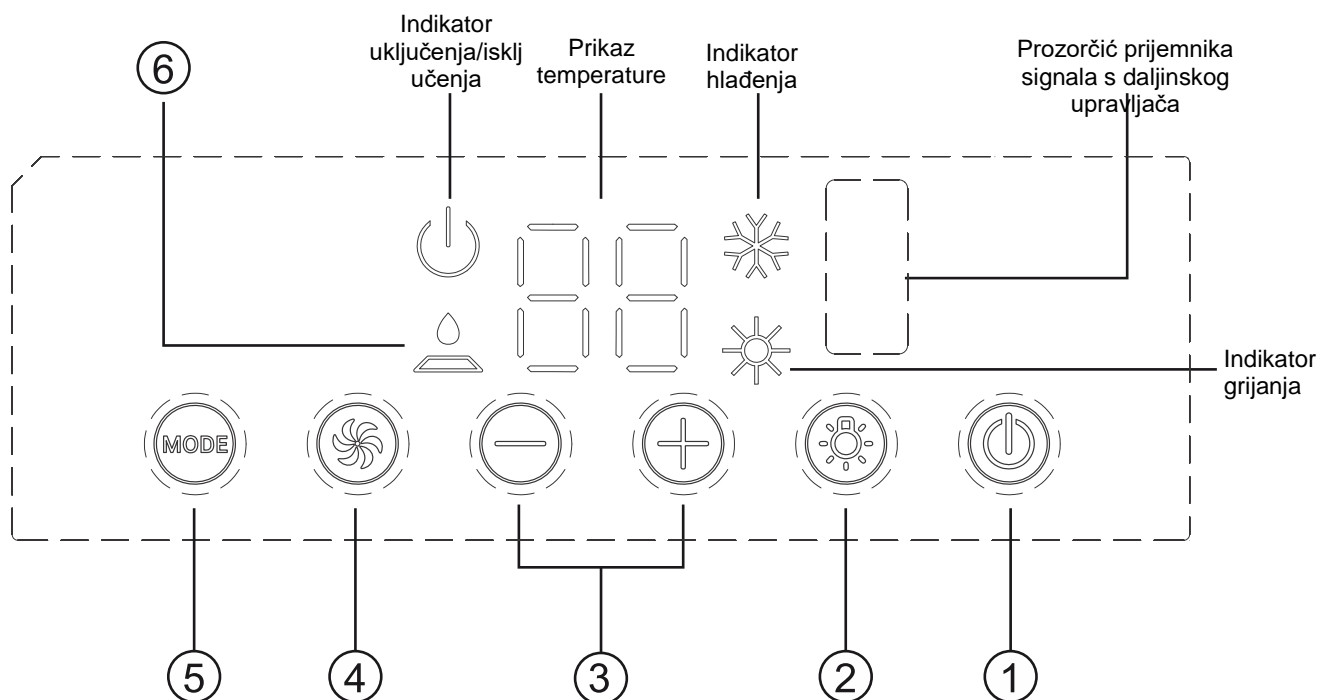 Indikator
uključenja/isklj
učenja
Prikaz
temperature
Indikator
hlađenja
Prozorčić prijemnika
signala s daljinskog
upravljača
6
88
Indikator
grijanja
MODE
5
4
3
2
1